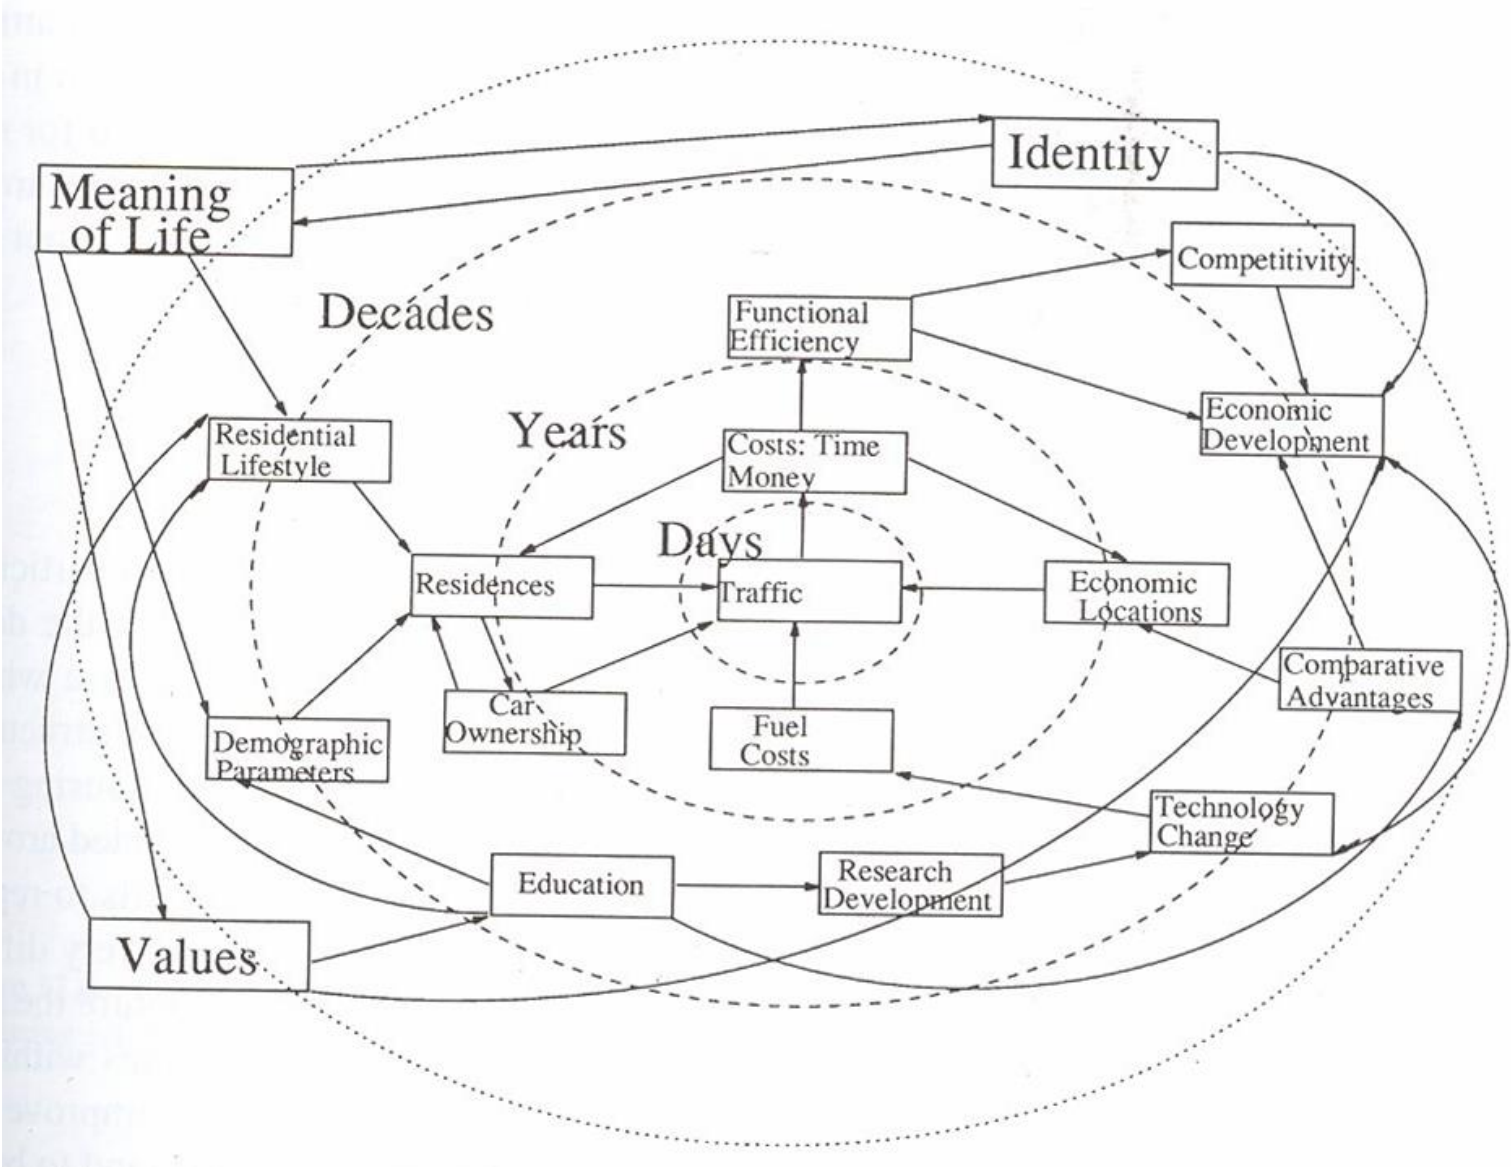 Identity
Meaning
of Life
Competitivity
Decades
Functional
Efficiency
Economic
Development
Residential
Lifestyle
Years
Costs: Time
Money
Days
Residences
Traffic
Economic
Locations
Comparative
Advantages
Car
Ownership
Fuel
Costs
Demographic
Parameters
Technology
Change
Education
Research
Development
Values